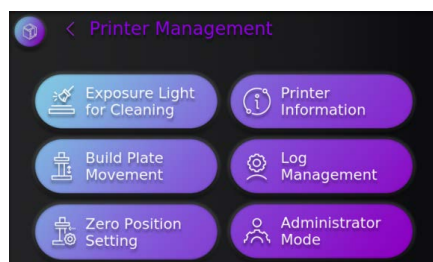 Printer Management
Exposure Light
for Cleaning
Printer
Information
Build Plate
Movement
Log
Management
Zero Position
Setting
Administrator
Mode